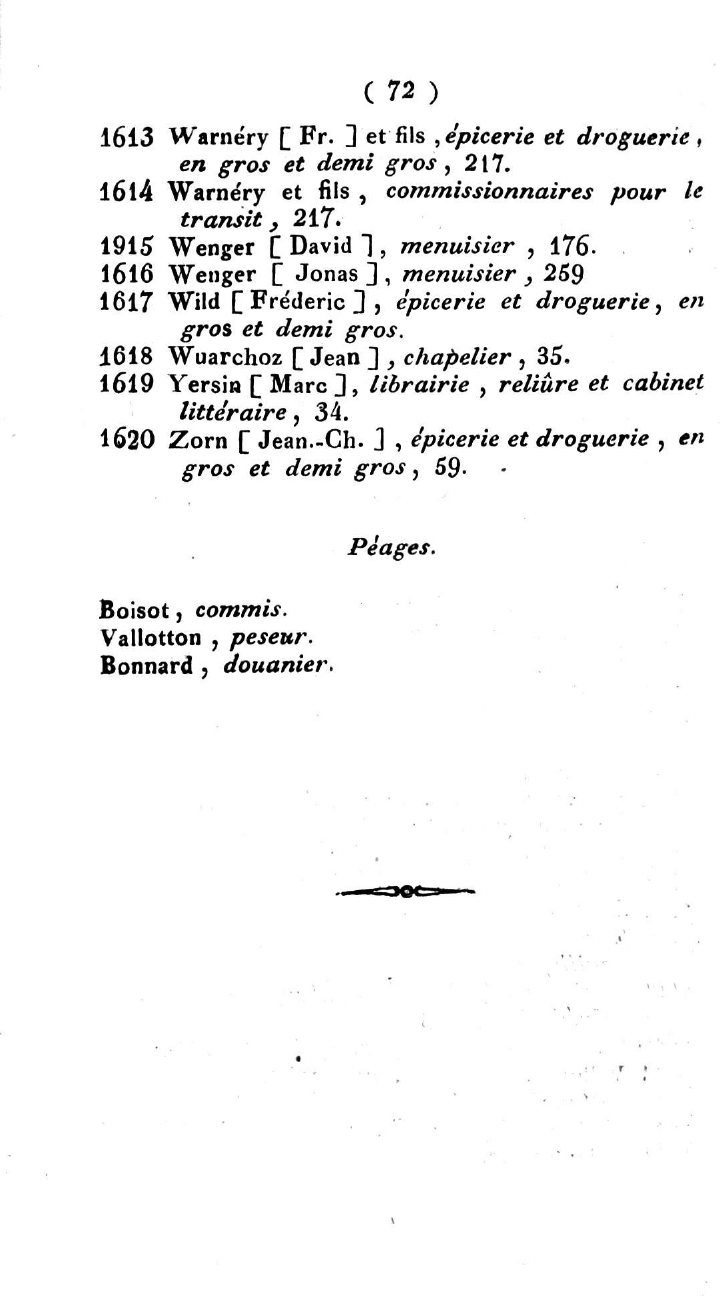 ( 72 )
1613 Warnéry [ Fr. ] et fils , épicerie et droguerie ,
en gros et demi gros , 217.
1614 Warnéry et fils , commissionnaires pour le
transit , 217.
1915 Wenger [ David ] , menuisier , 176.
1616 Wenger [ Jonas ] , menuisier , 259
1617 Wild [ Fréderic ] , épicerie et droguerie , en
gros et demi gros.
1618 Wuarchoz [ Jean ] , chapelier , 35.
1619 Yersin [ Marc ] , librairie , reliûre et cabinet
littéraire , 34.
1620 Zorn [ Jean.-Ch. ] , épicerie et droguerie , en
gros et demi gros , 59.
Péages.
Boisot , commis.
Vallotton , peseur.
Bonnard , douanier.